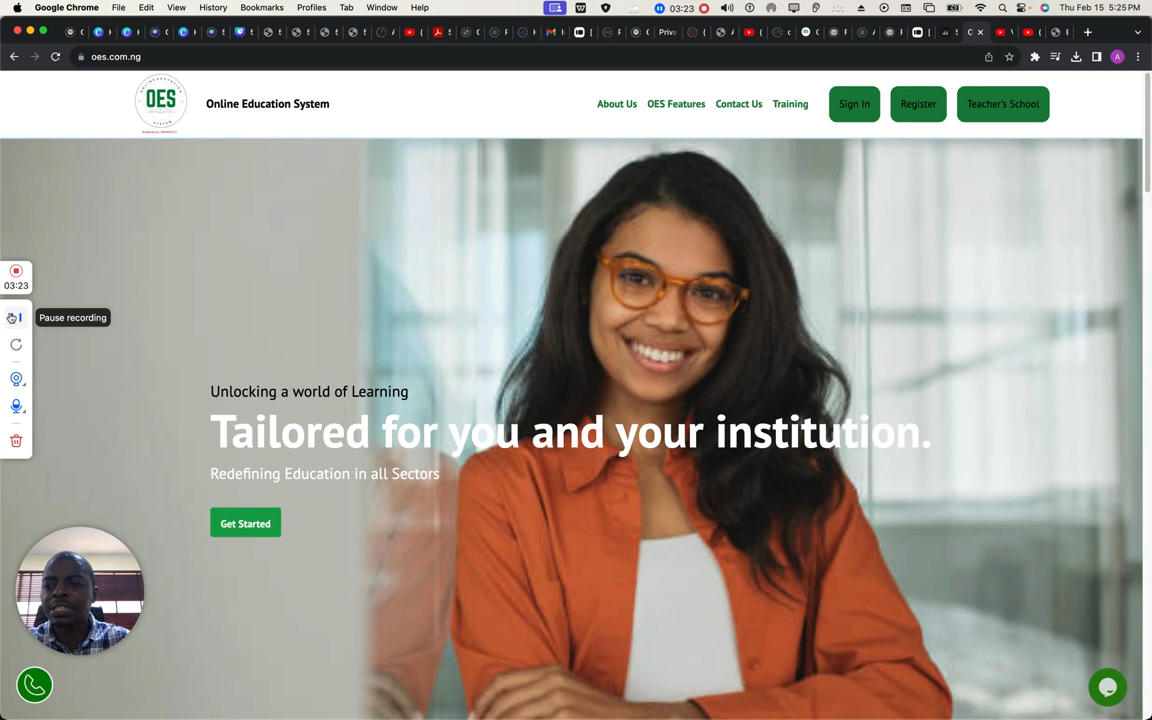 Google Chrome File Edit View History Bookmarks Profiles Tab Window Help 03:23 Thu Feb 15 5:25 PM
oes.com.ng
OES
Online Education System
About Us OES Features Contact Us Training Sign In Register Teacher's School
03:23
Pause recording
Unlocking a world of Learning
Tailored for you and your institution.
Redefining Education in all Sectors
Get Started